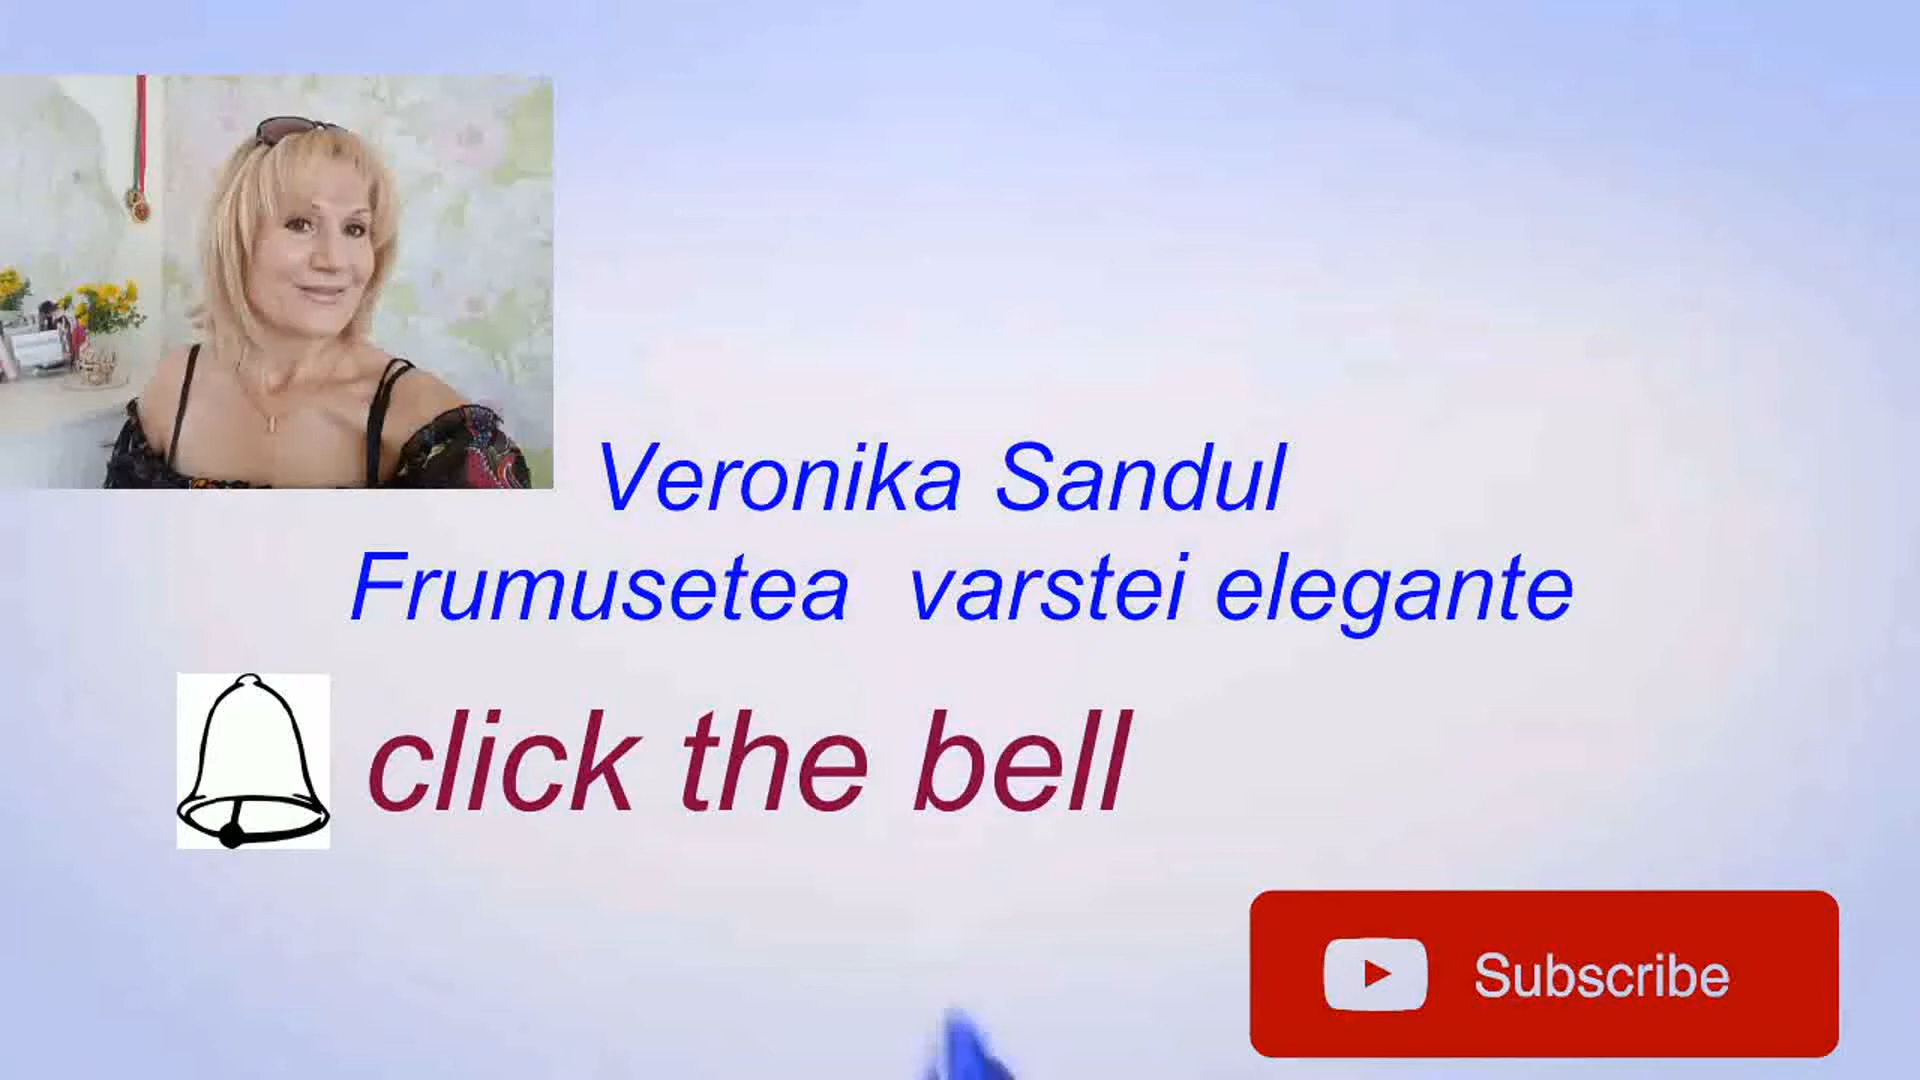 Veronika Sandul
Frumusetea varstei elegante
click the bell
Subscribe